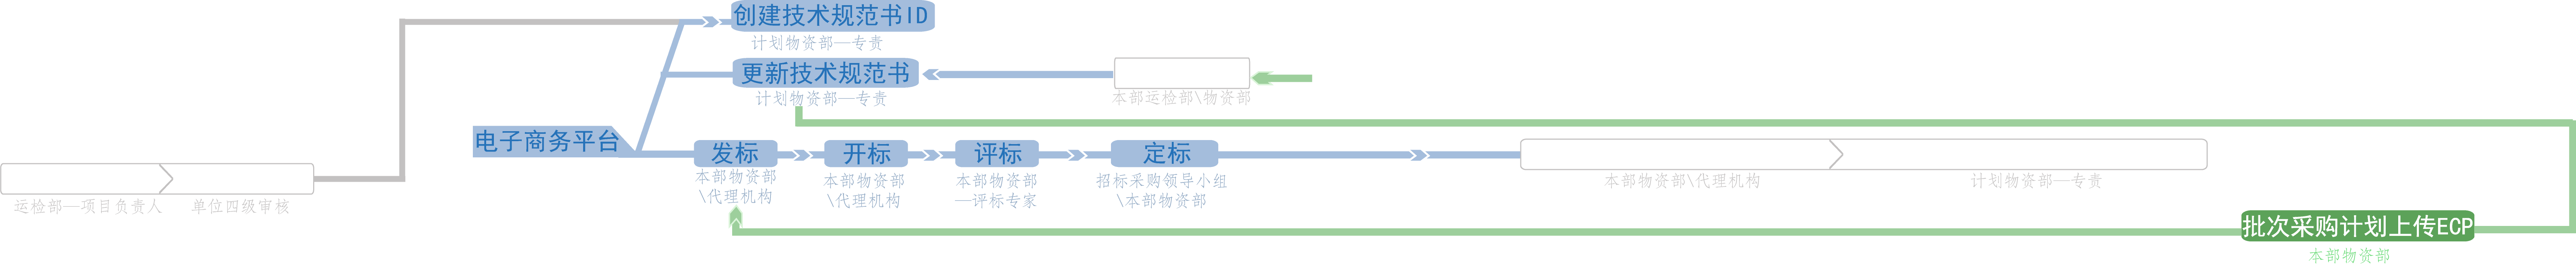 创建技术规范书ID
计划物资部—专责
更新技术规范书
计划物资部—专责
本部运检部\物资部
电子商务平台
发标
开标
评标
定标
本部物资部
\代理机构
本部物资部
\代理机构
本部物资部
—评标专家
招标采购领导小组
\本部物资部
本部物资部\代理机构
计划物资部—专责
运检部—项目负责人
单位四级审核
批次采购计划上传ECP
本部物资部